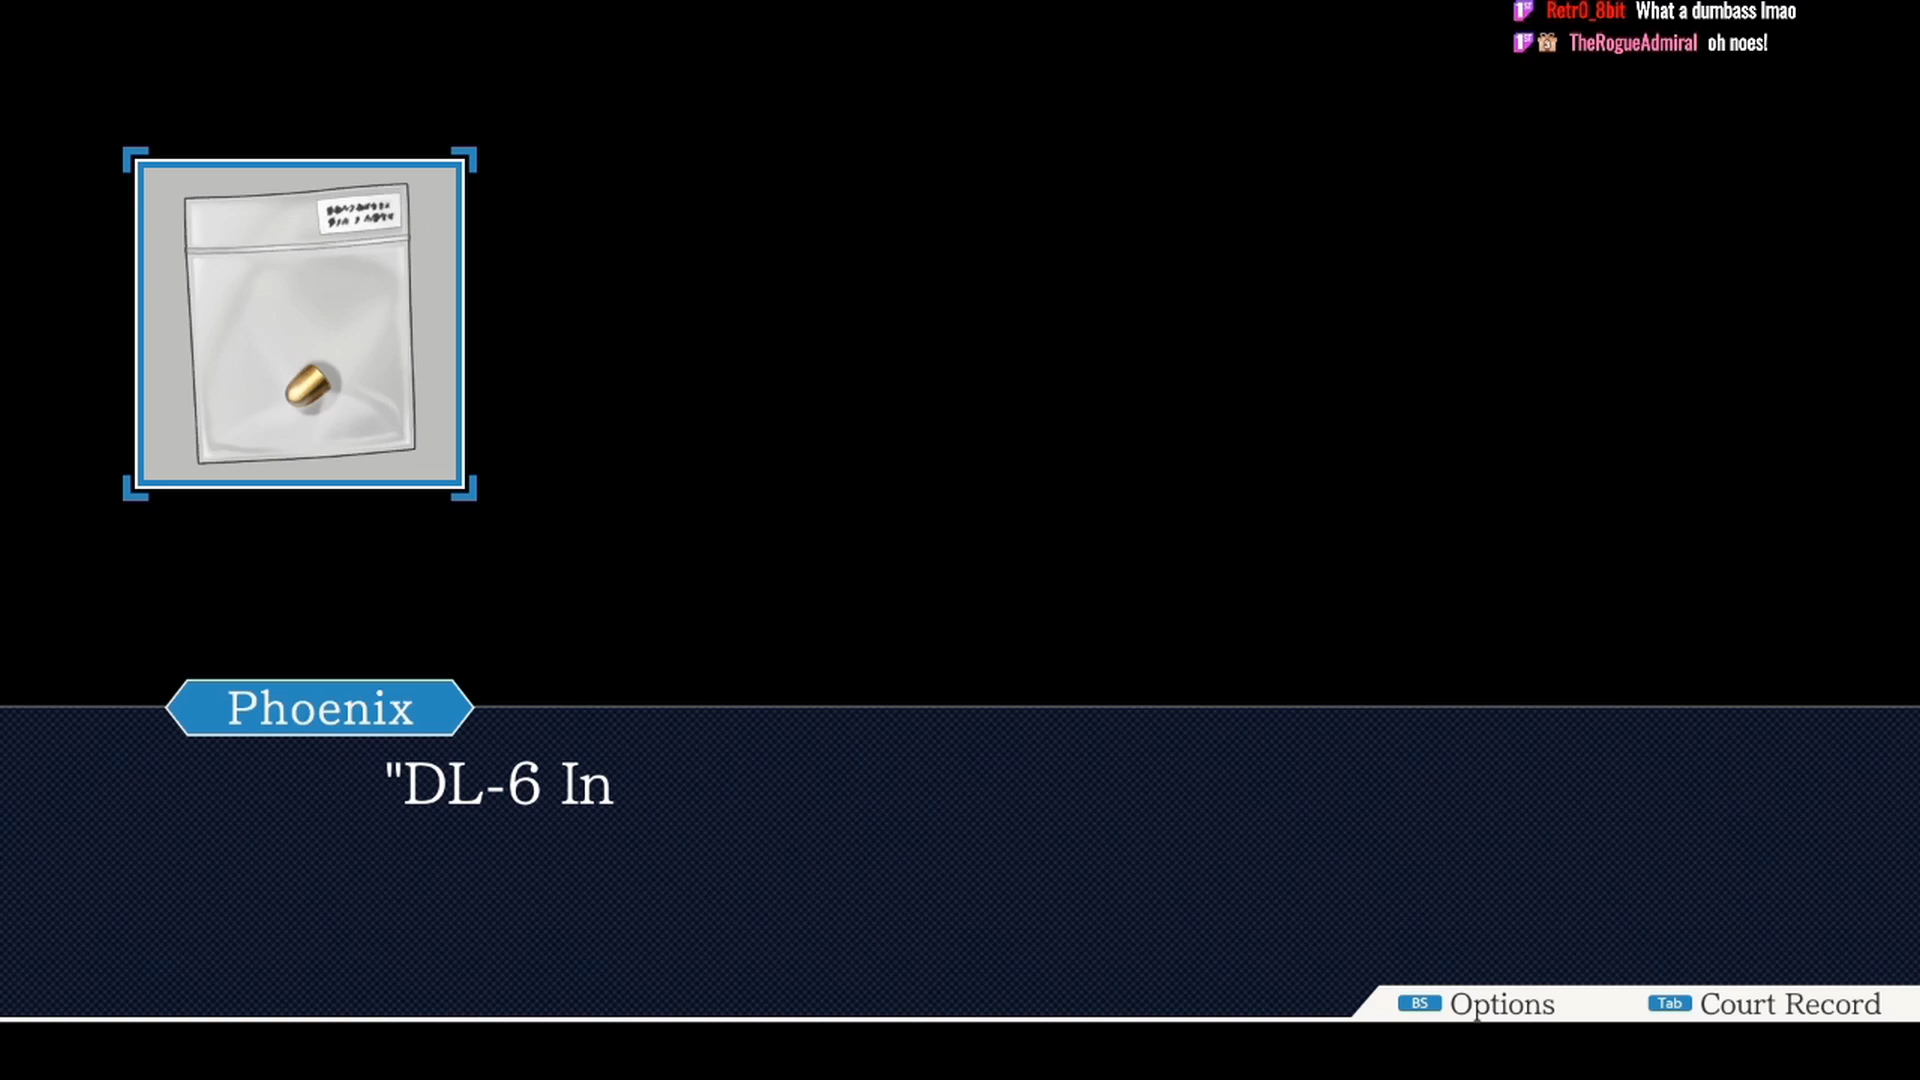 Retr0_8bit What a dumbass lmao
TheRogueAdmiral oh noes!
Phoenix
"DL-6 In
BS Options
Tab Court Record